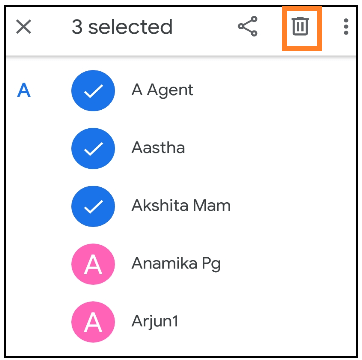 3 selected
A
A Agent
Aastha
Akshita Mam
A
Anamika Pg
A
Arjun1